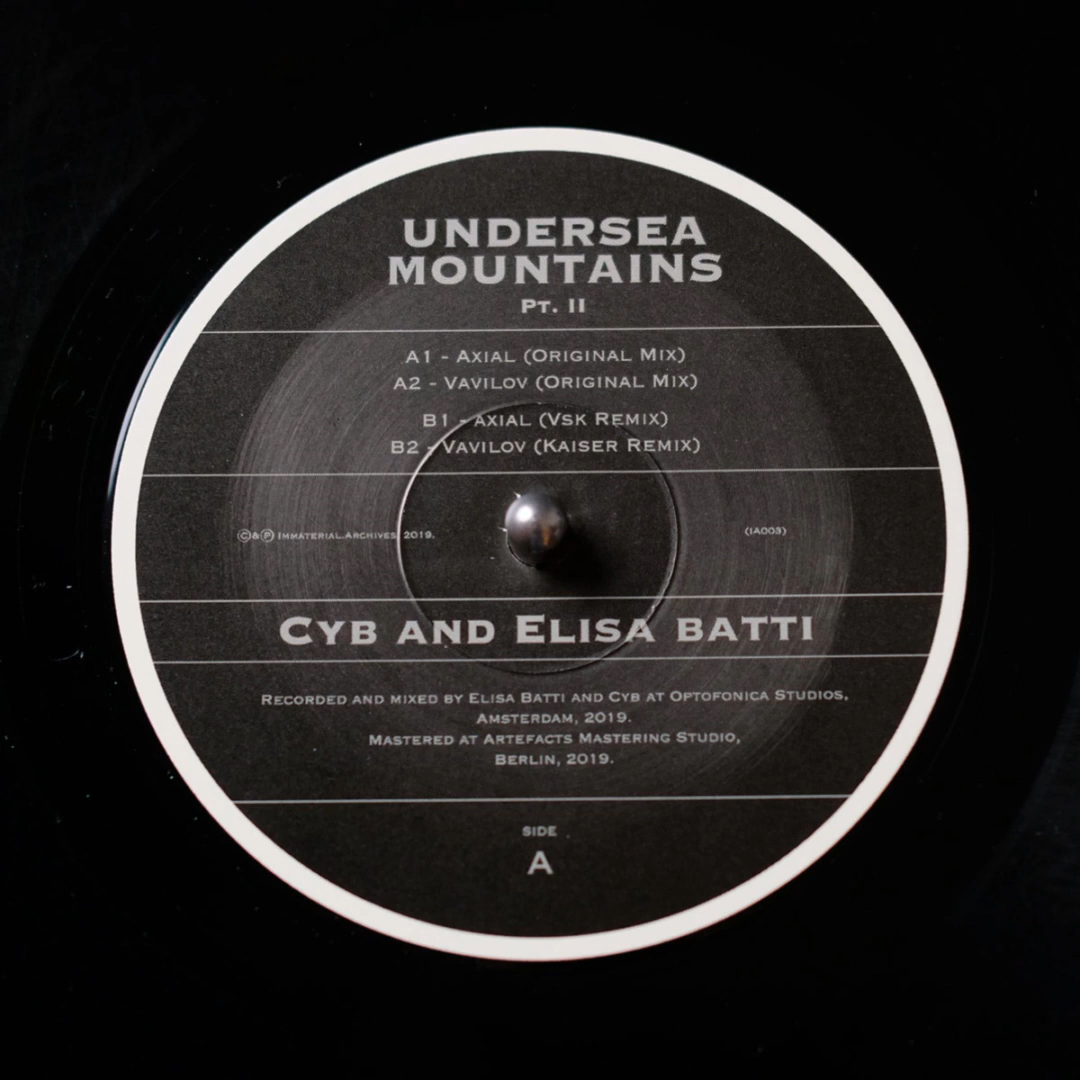 UNDERSEA
MOUNTAINS
PT. II
A1 - AXIAL (ORIGINAL MIX)
A2 - VAVILOV (ORIGINAL MIX)
B1 - AXIAL (VSK REMIX)
B2 - VAVILOV (KAISER REMIX)
©&℗ IMMATERIAL.ARCHIVES 2019.
(IA003)
CYB AND ELISA BATTI
RECORDED AND MIXED BY ELISA BATTI AND CYB AT OPTOFONICA STUDIOS,
AMSTERDAM, 2019.
MASTERED AT ARTEFACTS MASTERING STUDIO,
BERLIN, 2019.
SIDE
A